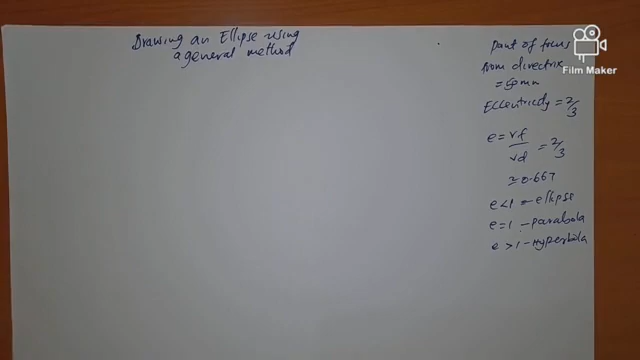 Drawing an Ellipse using
a general method
Point of focus
from directrix
= 50mm
Eccentricity = 2/3
e = vf/vd = 2/3
= 0.667
e<1 = ellipse
e=1 - parabola
e>1 - Hyperbola
Film Maker